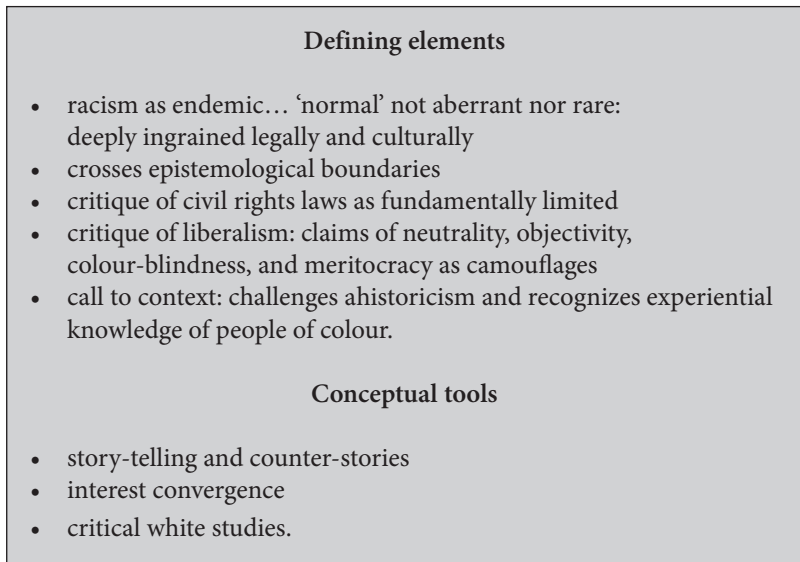 Defining elements
• racism as endemic… ‘normal’ not aberrant nor rare:
deeply ingrained legally and culturally
• crosses epistemological boundaries
• critique of civil rights laws as fundamentally limited
• critique of liberalism: claims of neutrality, objectivity,
colour-blindness, and meritocracy as camouflages
• call to context: challenges ahistoricism and recognizes experiential
knowledge of people of colour.
Conceptual tools
• story-telling and counter-stories
• interest convergence
• critical white studies.